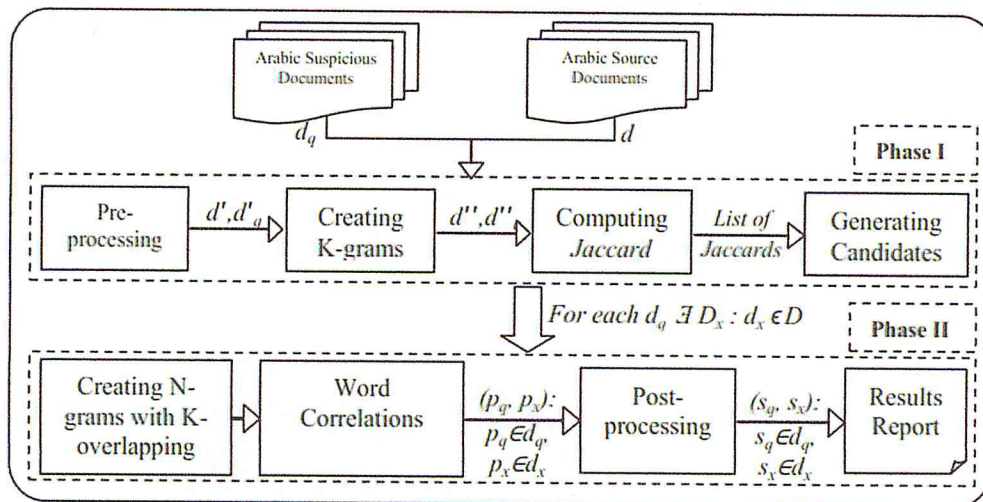 Arabic Suspicious
Documents
Arabic Source
Documents
d_q
d
Phase I
Pre-
processing
d',d'_q
Creating
K-grams
d'',d''_q
Computing
Jaccard
List of
Jaccards
Generating
Candidates
For each d_q ∃ D_x : d_x ϵ D
Phase II
Creating N-
grams with K-
overlapping
Word
Correlations
(p_q, p_x):
p_q ∈ d_q,
p_x ∈ d_x
Post-
processing
(s_q, s_x):
s_q ∈ d_q,
s_x ∈ d_x
Results
Report